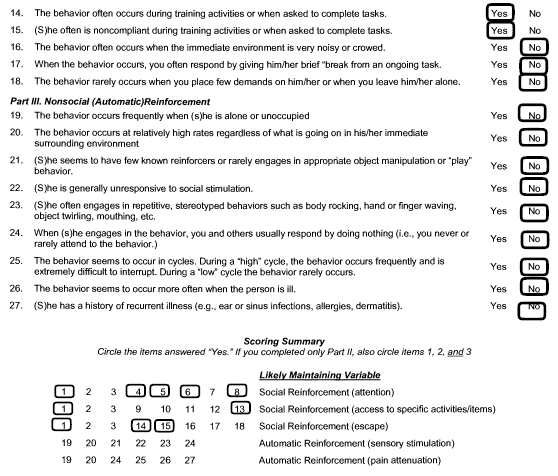 14. The behavior often occurs during training activities or when asked to complete tasks. Yes No
15. (S)he often is noncompliant during training activities or when asked to complete tasks. Yes No
16. The behavior often occurs when the immediate environment is very noisy or crowed. Yes No
17. When the behavior occurs, you often respond by giving him/her brief "break from an ongoing task. Yes No
18. The behavior rarely occurs when you place few demands on him/her or when you leave him/her alone. Yes No
Part III. Nonsocial (Automatic)Reinforcement
19. The behavior occurs frequently when (s)he is alone or unoccupied Yes No
20. The behavior occurs at relatively high rates regardless of what is going on in his/her immediate Yes No
surrounding environment
21. (S)he seems to have few known reinforcers or rarely engages in appropriate object manipulation or "play" Yes No
behavior.
22. (S)he is generally unresponsive to social stimulation. Yes No
23. (S)he often engages in repetitive, stereotyped behaviors such as body rocking, hand or finger waving, Yes No
object twirling, mouthing, etc.
24. When (s)he engages in the behavior, you and others usually respond by doing nothing (i.e., you never or Yes No
rarely attend to the behavior.)
25. The behavior seems to occur in cycles. During a "high" cycle, the behavior occurs frequently and is Yes No
extremely difficult to interrupt. During a "low" cycle the behavior rarely occurs.
26. The behavior seems to occur more often when the person is ill. Yes No
27. (S)he has a history of recurrent illness (e.g., ear or sinus infections, allergies, dermatitis). Yes No
Scoring Summary
Circle the items answered "Yes." If you completed only Part II, also circle items 1, 2, and 3
Likely Maintaining Variable
1 2 3 4 5 6 7 8 Social Reinforcement (attention)
1 2 3 9 10 11 12 13 Social Reinforcement (access to specific activities/items)
1 2 3 14 15 16 17 18 Social Reinforcement (escape)
19 20 21 22 23 24 Automatic Reinforcement (sensory stimulation)
19 20 24 25 26 27 Automatic Reinforcement (pain attenuation)